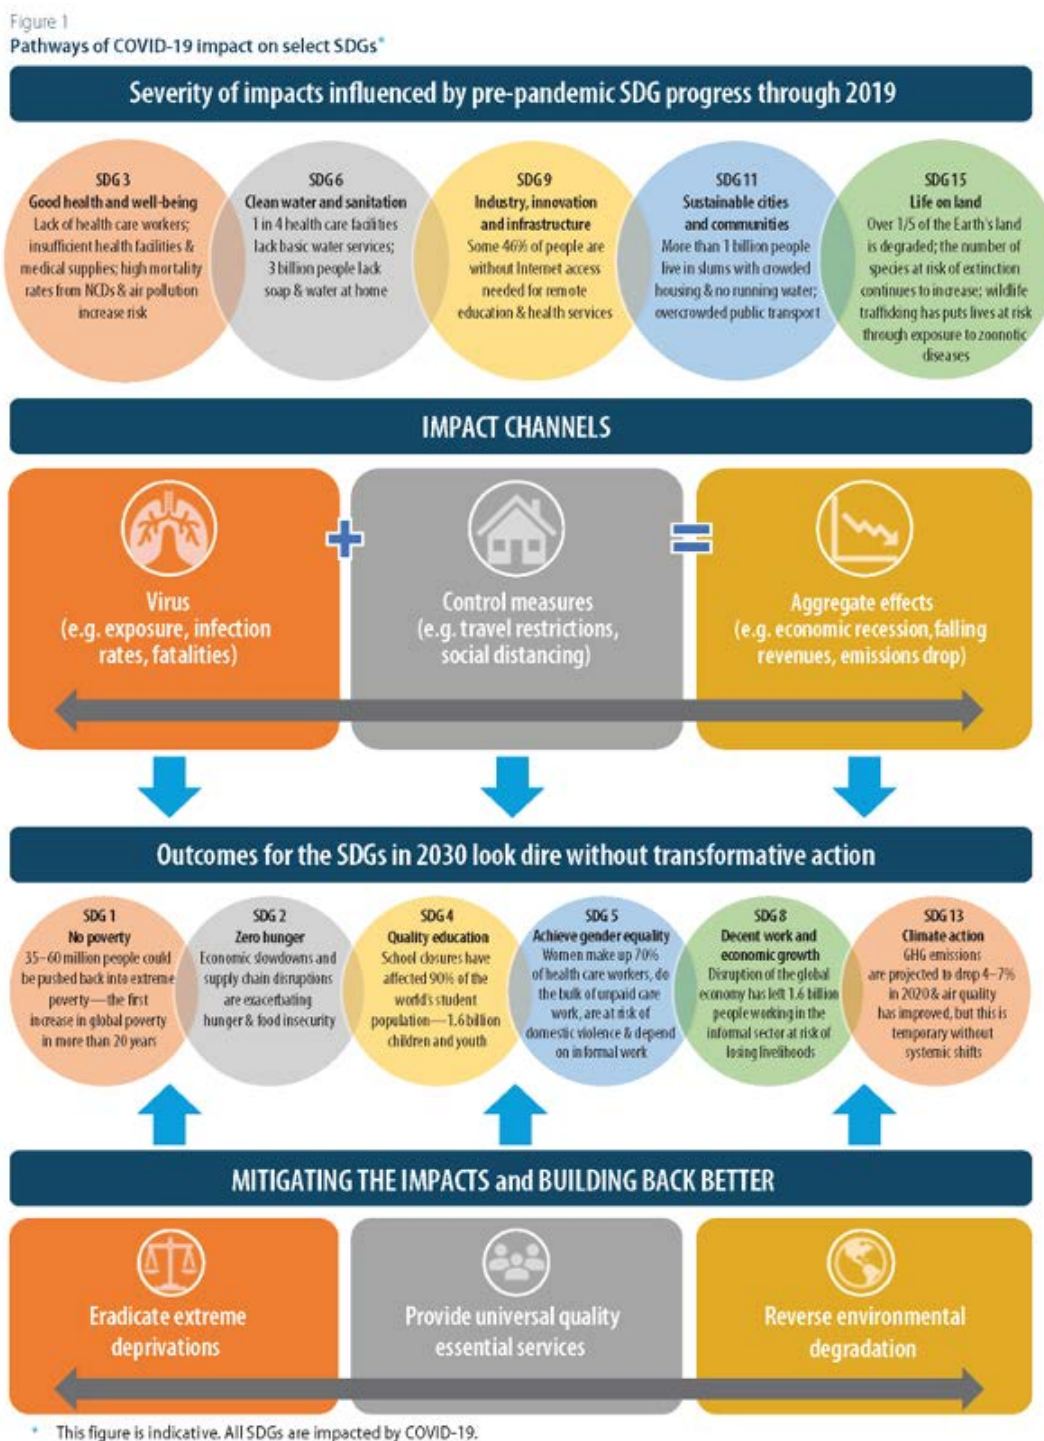 Figure 1
Pathways of COVID-19 impact on select SDGs*
Severity of impacts influenced by pre-pandemic SDG progress through 2019
SDG 3
Good health and well-being
Lack of health care workers;
insufficient health facilities &
medical supplies; high mortality
rates from NCDs & air pollution
increase risk
SDG 6
Clean water and sanitation
1 in 4 health care facilities
lack basic water services;
3 billion people lack
soap & water at home
SDG 9
Industry, innovation
and infrastructure
Some 46% of people are
without Internet access
needed for remote
education & health services
SDG 11
Sustainable cities
and communities
More than 1 billion people
live in slums with crowded
housing & no running water;
overcrowded public transport
SDG 15
Life on land
Over 1/5 of the Earth's land
is degraded; the number of
species at risk of extinction
continues to increase; wildlife
trafficking has puts lives at risk
through exposure to zoonotic
diseases
IMPACT CHANNELS
Virus
(e.g. exposure, infection
rates, fatalities)
+
Control measures
(e.g. travel restrictions,
social distancing)
=
Aggregate effects
(e.g. economic recession, falling
revenues, emissions drop)
Outcomes for the SDGs in 2030 look dire without transformative action
SDG 1
No poverty
35–60 million people could
be pushed back into extreme
poverty—the first
increase in global poverty
in more than 20 years
SDG 2
Zero hunger
Economic slowdowns and
supply chain disruptions
are exacerbating
hunger & food insecurity
SDG 4
Quality education
School closures have
affected 90% of the
world's student
population—1.6 billion
children and youth
SDG 5
Achieve gender equality
Women make up 70%
of health care workers, do
the bulk of unpaid care
work, are at risk of
domestic violence & depend
on informal work
SDG 8
Decent work and
economic growth
Disruption of the global
economy has left 1.6 billion
people working in the
informal sector at risk of
losing livelihoods
SDG 13
Climate action
GHG emissions
are projected to drop 4–7%
in 2020 & air quality
has improved, but this is
temporary without
systemic shifts
MITIGATING THE IMPACTS and BUILDING BACK BETTER
Eradicate extreme
deprivations
Provide universal quality
essential services
Reverse environmental
degradation
* This figure is indicative. All SDGs are impacted by COVID-19.